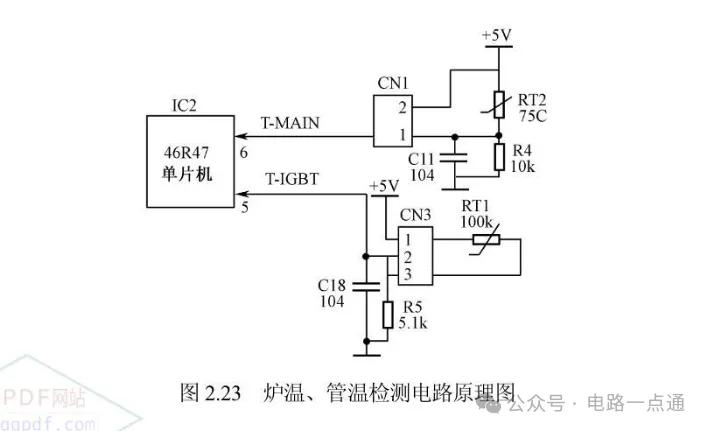 +5V
CN1
RT2
75C
IC2
2
T-MAIN
1
46R47
单片机
6
C11
104
R4
10k
T-IGBT
5
+5V
CN3
RT1
100k
1
2
3
C18
104
R5
5.1k
PDF网站
图 2.23 炉温、管温检测电路原理图
公众号 · 电路一点通